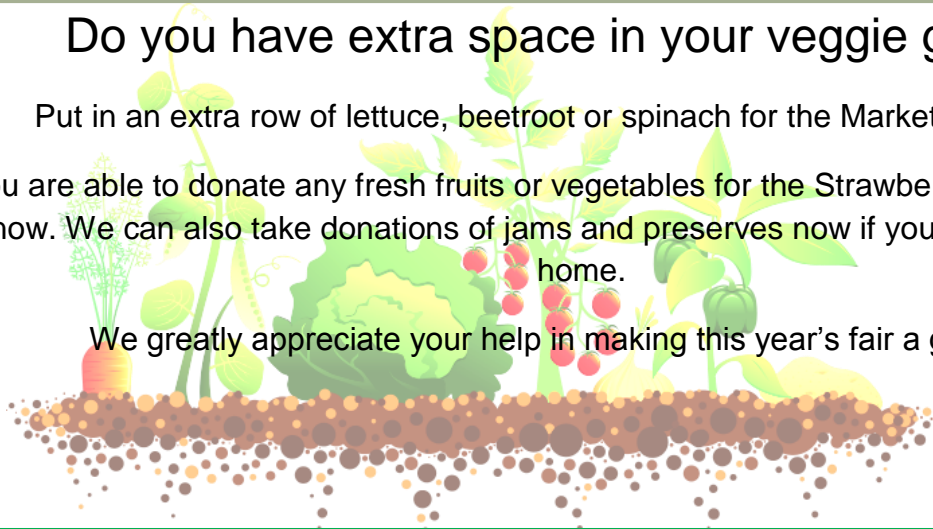 Do you have extra space in your veggie g
Put in an extra row of lettuce, beetroot or spinach for the Market
ou are able to donate any fresh fruits or vegetables for the Strawbe
now. We can also take donations of jams and preserves now if you
home.
We greatly appreciate your help in making this year’s fair a g